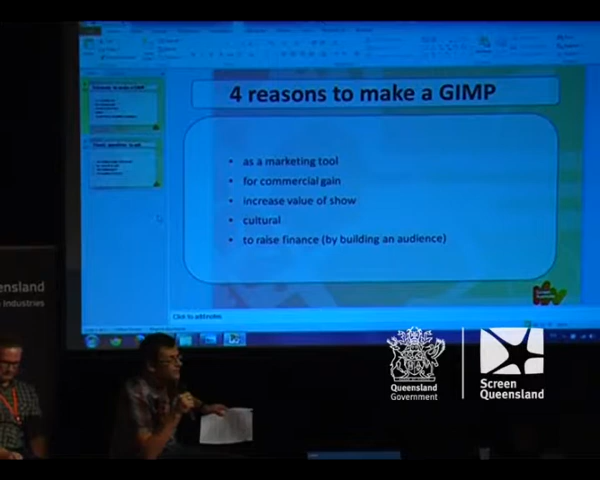 4 reasons to make a GIMP
• as a marketing tool
• for commercial gain
• increase value of show
• cultural
• to raise finance (by building an audience)
Click to add notes
ensland
Industries
Queensland
Government
Screen
Queensland